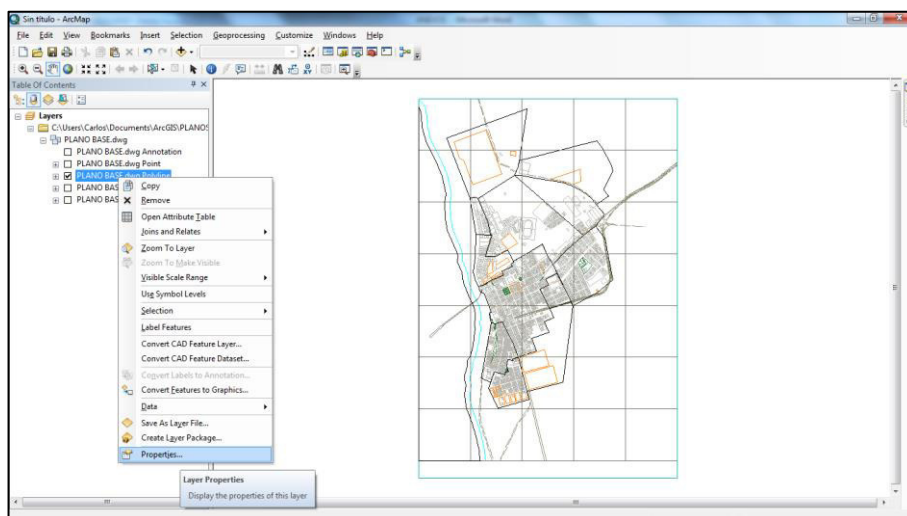 Sin título - ArcMap
File Edit View Bookmarks Insert Selection Geoprocessing Customize Windows Help
Table Of Contents
Layers
C:\Users\Carlos\Documents\ArcGIS\PLANOS
PLANO BASE.dwg
PLANO BASE.dwg Annotation
PLANO BASE.dwg Point
PLANO BASE.dwg Polyline
PLANO BAS
PLANO BAS
Copy
Remove
Open Attribute Table
Joins and Relates
Zoom To Layer
Zoom To Make Visible
Visible Scale Range
Use Symbol Levels
Selection
Label Features
Convert CAD Feature Layer...
Convert CAD Feature Dataset...
Convert Labels to Annotation...
Convert Features to Graphics...
Data
Save As Layer File...
Create Layer Package...
Properties...
Layer Properties
Display the properties of this layer